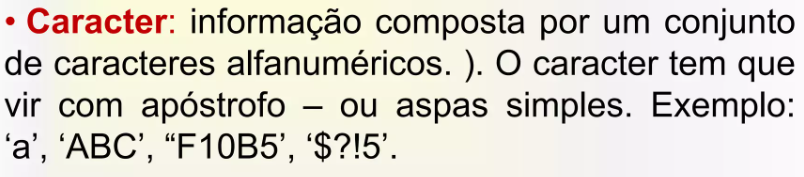 • Caracter: informação composta por um conjunto
de caracteres alfanuméricos. ). O caracter tem que
vir com apóstrofo – ou aspas simples. Exemplo:
‘a’, ‘ABC’, “F10B5’, ‘$?!5’.